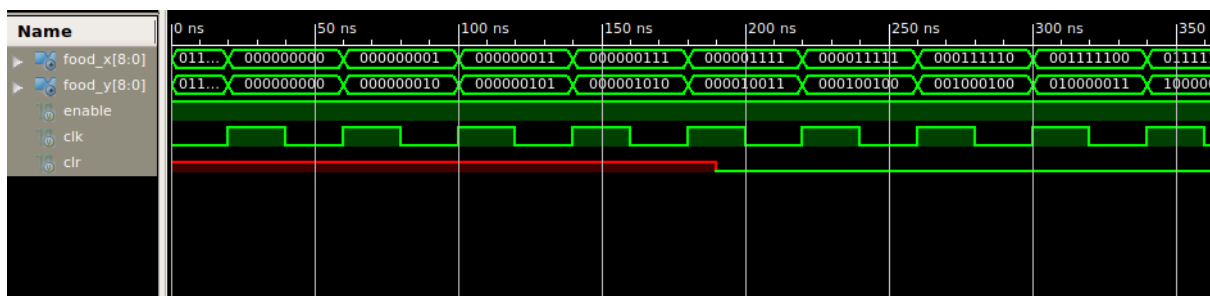 Name 0 ns 50 ns 100 ns 150 ns 200 ns 250 ns 300 ns 350
food_x[8:0] 011... 000000000 000000001 000000011 000000111 000001111 000011111 000111110 001111100 01111
food_y[8:0] 011... 000000000 000000010 000000101 000001010 000010011 000100100 001000100 010000011 10000
enable
clk
clr